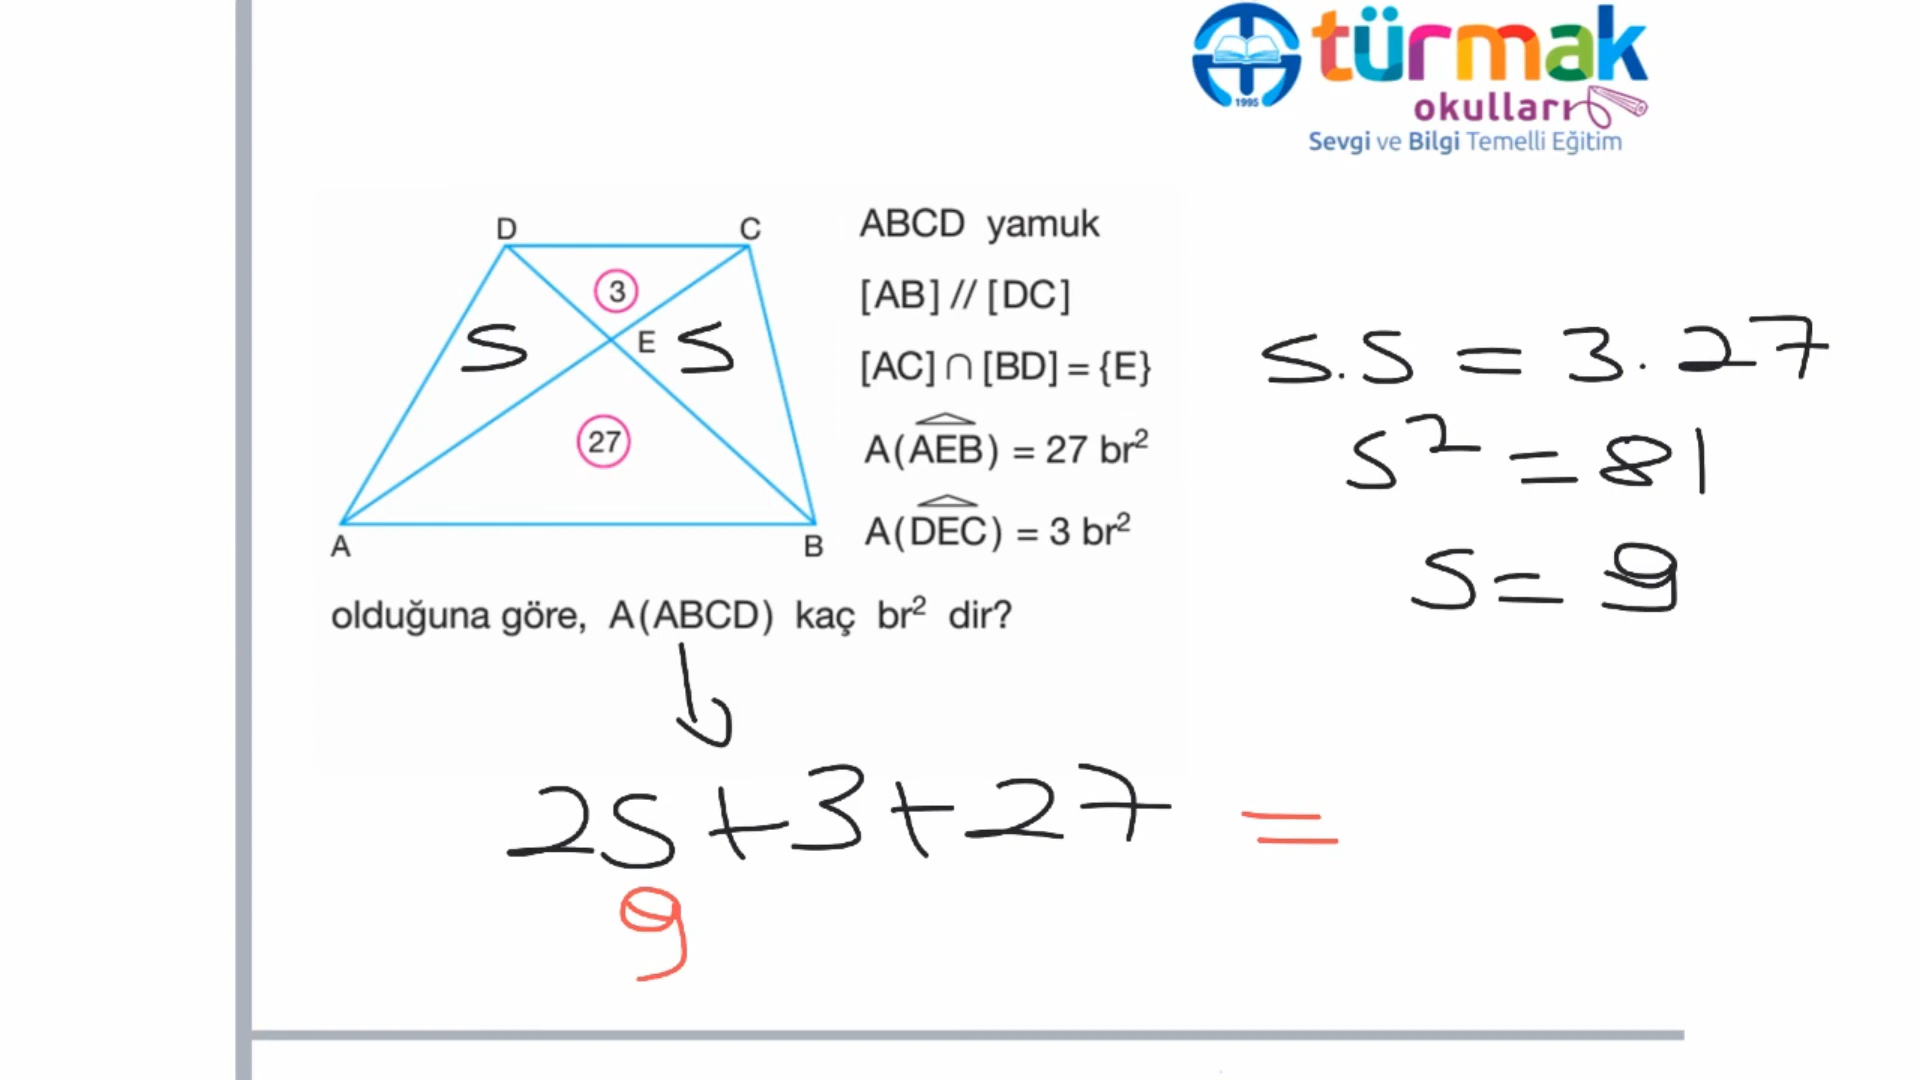 1995
türmak
okulları
Sevgi ve Bilgi Temelli Eğitim
D C
3
S E S
27
A B
ABCD yamuk
[AB] // [DC]
[AC] ∩ [BD] = {E}
A(AEB) = 27 br²
A(DEC) = 3 br²
olduğuna göre, A(ABCD) kaç br² dir?
S.S = 3.27
S² = 81
S = 9
2S+3+27 =
9